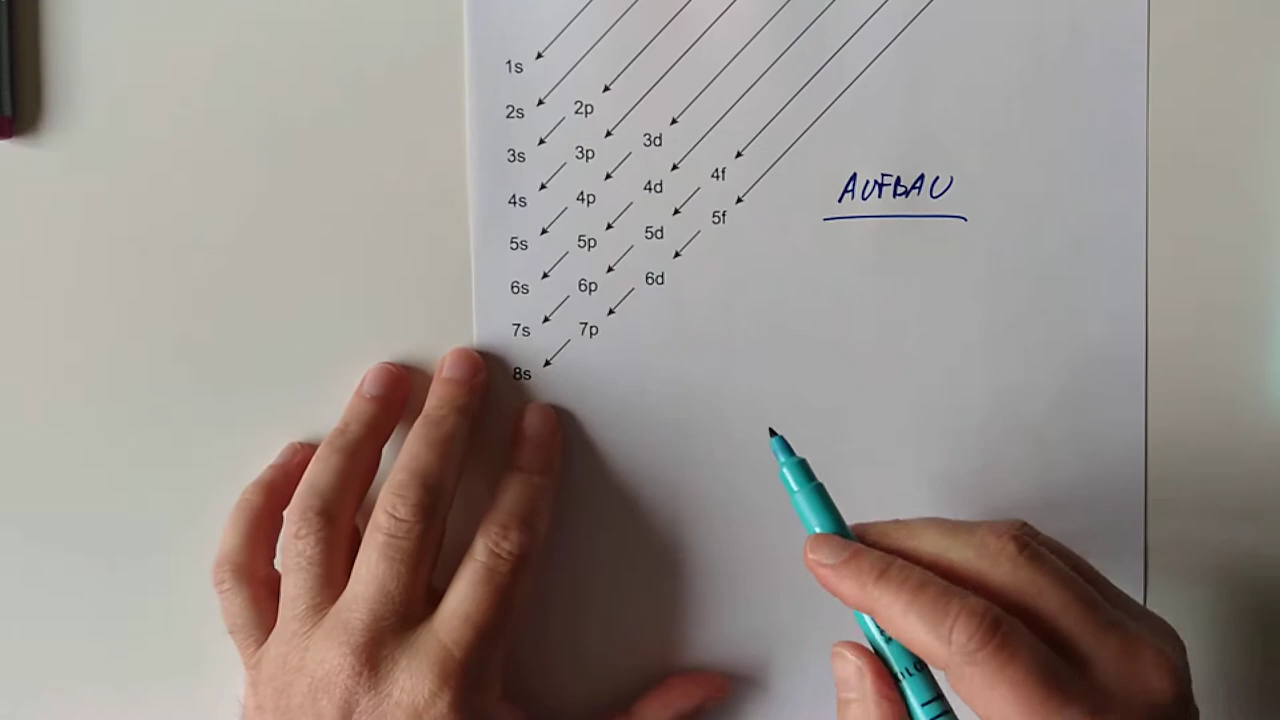 1s
2s 2p
3s 3p 3d
4s 4p 4d 4f
5s 5p 5d 5f
6s 6p 6d
7s 7p
8s
AUFBAU